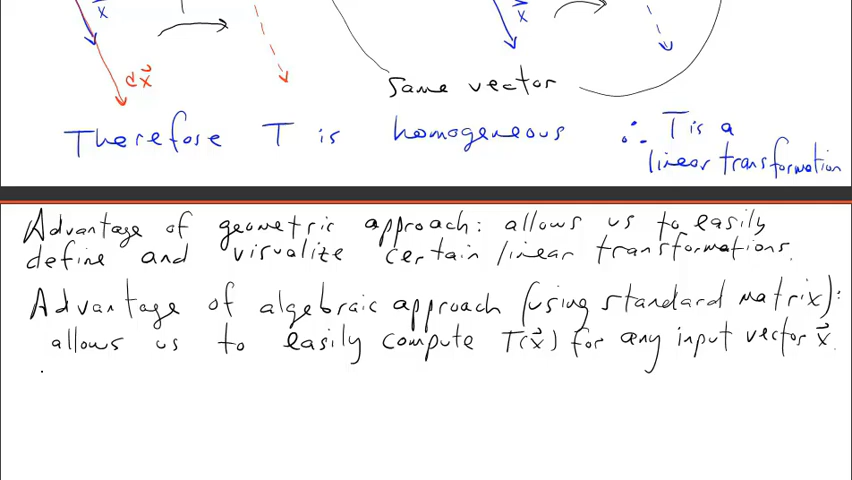 x⃗
x⃗
cx⃗
Same vector
Therefore T is homogeneous ∴ T is a
linear transformation
Advantage of geometric approach: allows us to easily
define and visualize certain linear transformations.
Advantage of algebraic approach (using standard matrix):
allows us to easily compute T(x⃗) for any input vector x⃗.